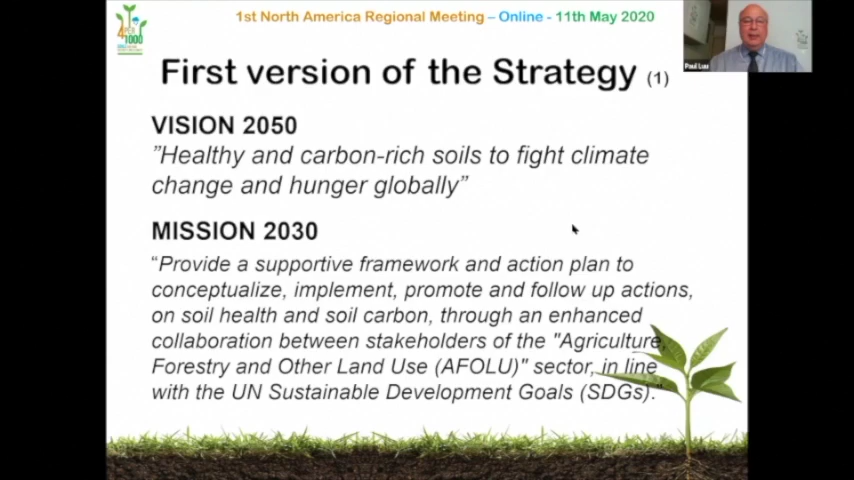 1st North America Regional Meeting – Online - 11th May 2020
4 PER
1000
Paul Luu
First version of the Strategy (1)
VISION 2050
”Healthy and carbon-rich soils to fight climate
change and hunger globally”
MISSION 2030
“Provide a supportive framework and action plan to
conceptualize, implement, promote and follow up actions,
on soil health and soil carbon, through an enhanced
collaboration between stakeholders of the "Agriculture,
Forestry and Other Land Use (AFOLU)" sector, in line
with the UN Sustainable Development Goals (SDGs)."